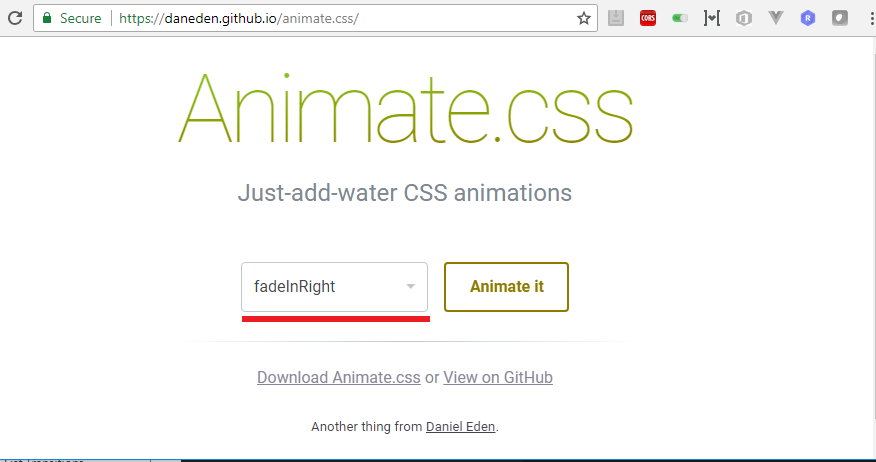 Secure https://daneden.github.io/animate.css/
CORS
Animate.css
Just-add-water CSS animations
fadeInRight
Animate it
Download Animate.css or View on GitHub
Another thing from Daniel Eden.